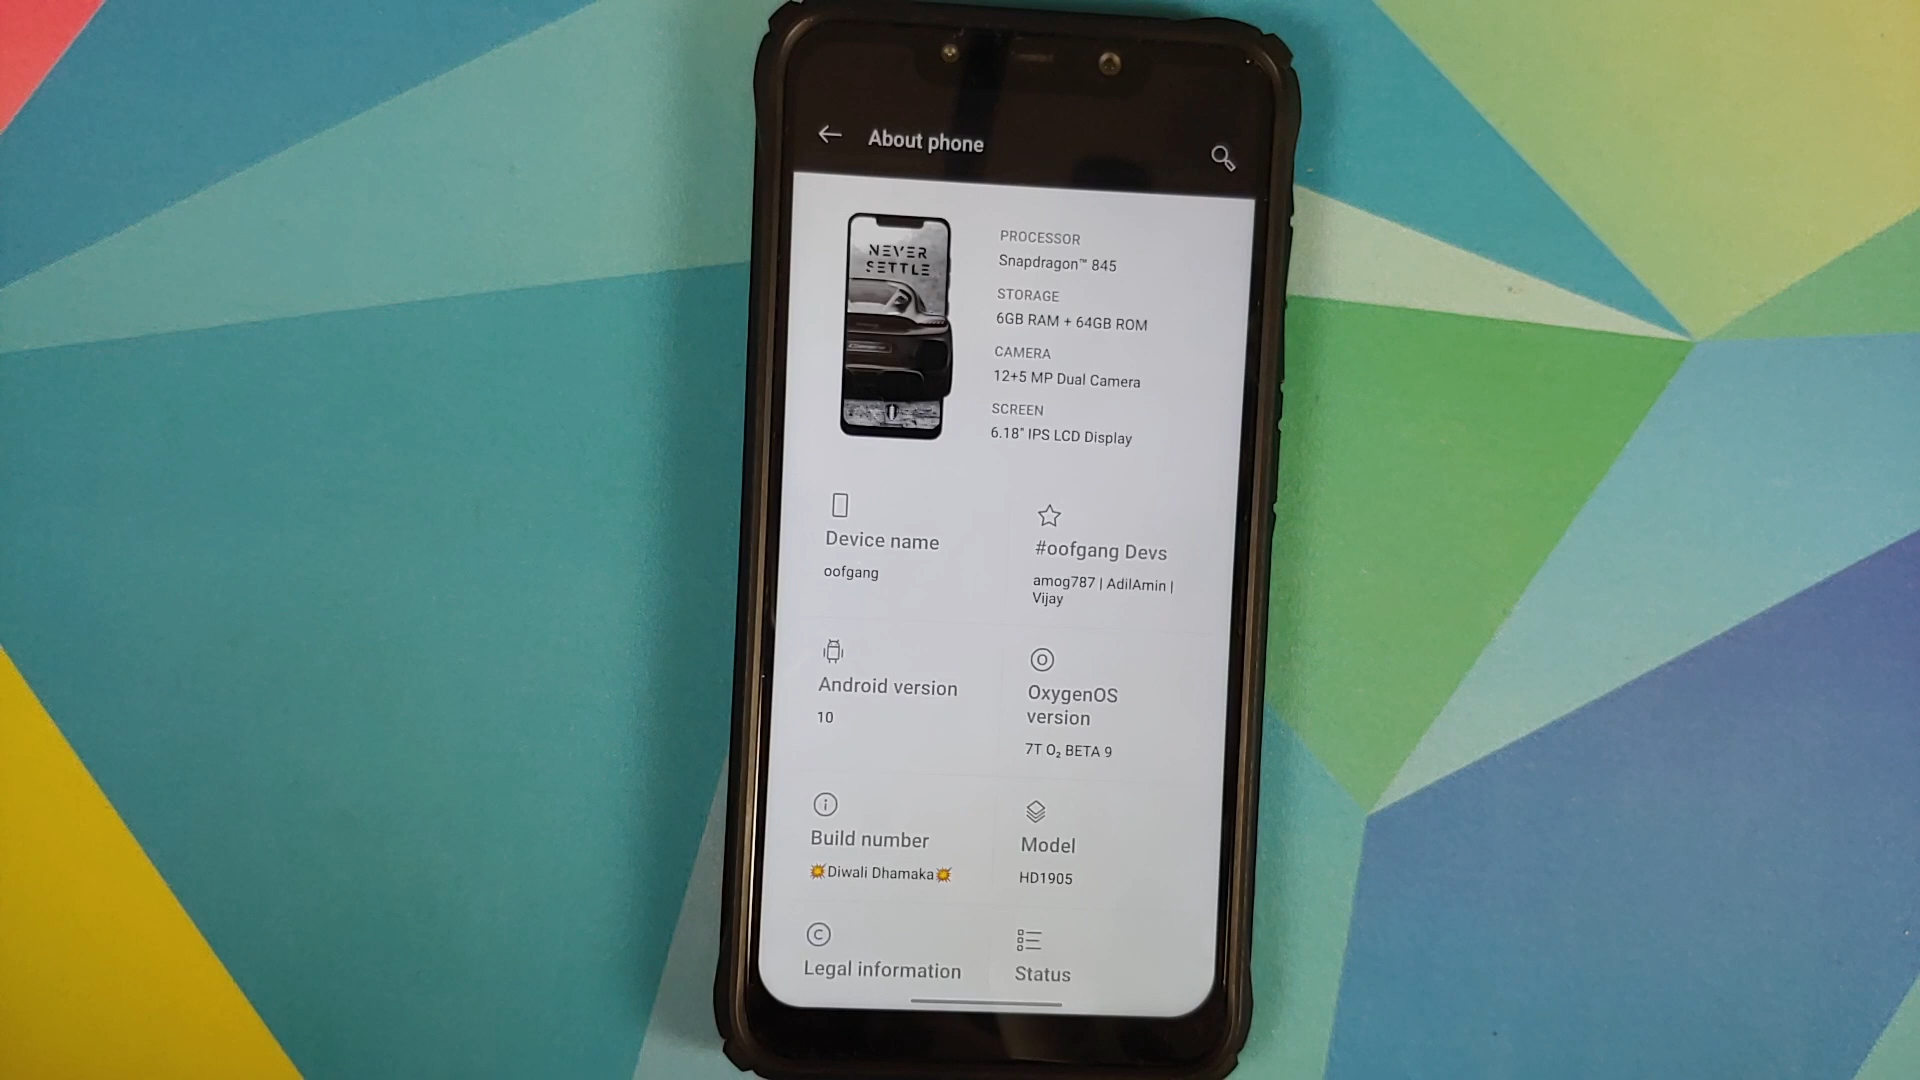 About phone
NEVER
SETTLE
PROCESSOR
Snapdragon™ 845
STORAGE
6GB RAM + 64GB ROM
CAMERA
12+5 MP Dual Camera
SCREEN
6.18" IPS LCD Display
Device name
oofgang
#oofgang Devs
amog787 | AdilAmin |
Vijay
Android version
10
OxygenOS
version
7T O₂ BETA 9
Build number
💥Diwali Dhamaka💥
Model
HD1905
Legal information
Status